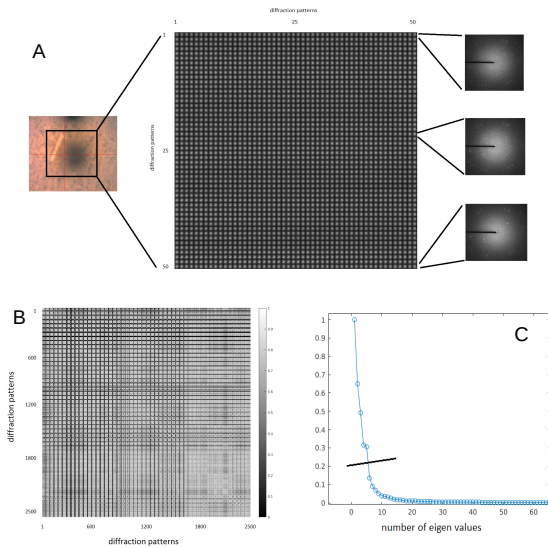 diffraction patterns
1 25 50
A
1
diffraction patterns
25
50
B
1
600
1200
1800
2500
diffraction patterns
1 600 1200 1800 2500
diffraction patterns
1
0.9
0.8
0.7
0.6
0.5
0.4
0.3
0.2
0.1
0
C
1
0.9
0.8
0.7
0.6
0.5
0.4
0.3
0.2
0.1
0
0 10 20 30 40 50 60
number of eigen values